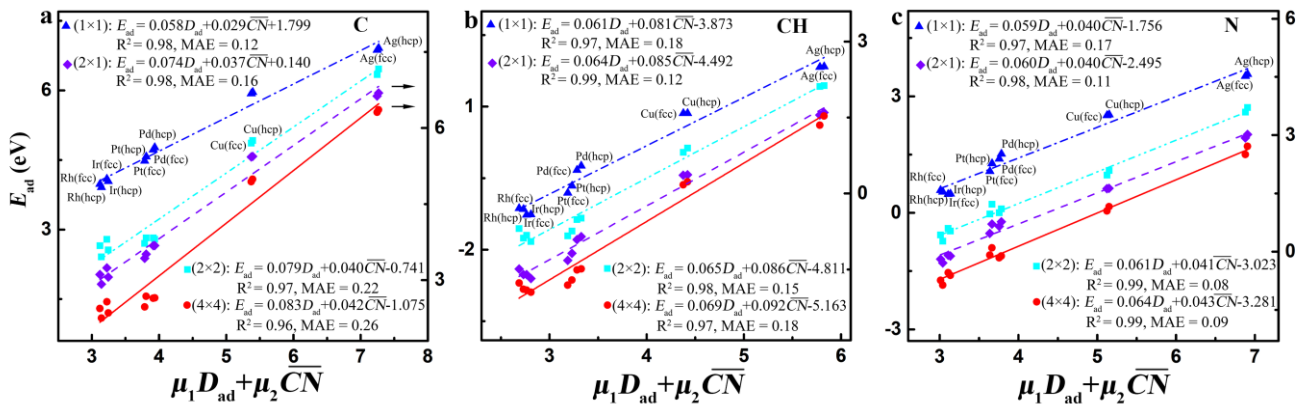 a
C
(1×1): E_ad = 0.058D_ad+0.029CN̅+1.799
R² = 0.98, MAE = 0.12
(2×1): E_ad = 0.074D_ad+0.037CN̅+0.140
R² = 0.98, MAE = 0.16
Ag(hcp)
Ag(fcc)
Cu(hcp)
Cu(fcc)
Pd(hcp)
Pt(hcp)
Ir(fcc)
Pd(fcc)
Rh(fcc)
Pt(fcc)
Ir(hcp)
Rh(hcp)
(2×2): E_ad = 0.079D_ad+0.040CN̅-0.741
R² = 0.97, MAE = 0.22
(4×4): E_ad = 0.083D_ad+0.042CN̅-1.075
R² = 0.96, MAE = 0.26
E_ad (eV)
6
3
6
3
3 4 5 6 7 8
μ₁D_ad+μ₂CN̅
b
CH
(1×1): E_ad = 0.061D_ad+0.081CN̅-3.873
R² = 0.97, MAE = 0.18
(2×1): E_ad = 0.064D_ad+0.085CN̅-4.492
R² = 0.99, MAE = 0.12
Ag(hcp)
Ag(fcc)
Cu(hcp)
Cu(fcc)
Pd(hcp)
Pd(fcc)
Rh(fcc)
Pt(hcp)
Ir(hcp)
Pt(fcc)
Rh(hcp)
Ir(fcc)
(2×2): E_ad = 0.065D_ad+0.086CN̅-4.811
R² = 0.98, MAE = 0.15
(4×4): E_ad = 0.069D_ad+0.092CN̅-5.163
R² = 0.97, MAE = 0.18
1
-2
3
0
3 4 5 6
μ₁D_ad+μ₂CN̅
c
N
(1×1): E_ad = 0.059D_ad+0.040CN̅-1.756
R² = 0.97, MAE = 0.17
(2×1): E_ad = 0.060D_ad+0.040CN̅-2.495
R² = 0.98, MAE = 0.11
Ag(hcp)
Ag(fcc)
Cu(hcp)
Cu(fcc)
Pd(hcp)
Pt(hcp)
Pd(fcc)
Rh(fcc)
Pt(fcc)
Ir(hcp)
Rh(hcp)
Ir(fcc)
(2×2): E_ad = 0.061D_ad+0.041CN̅-3.023
R² = 0.99, MAE = 0.08
(4×4): E_ad = 0.064D_ad+0.043CN̅-3.281
R² = 0.99, MAE = 0.09
3
0
-3
6
3
0
3 4 5 6 7
μ₁D_ad+μ₂CN̅